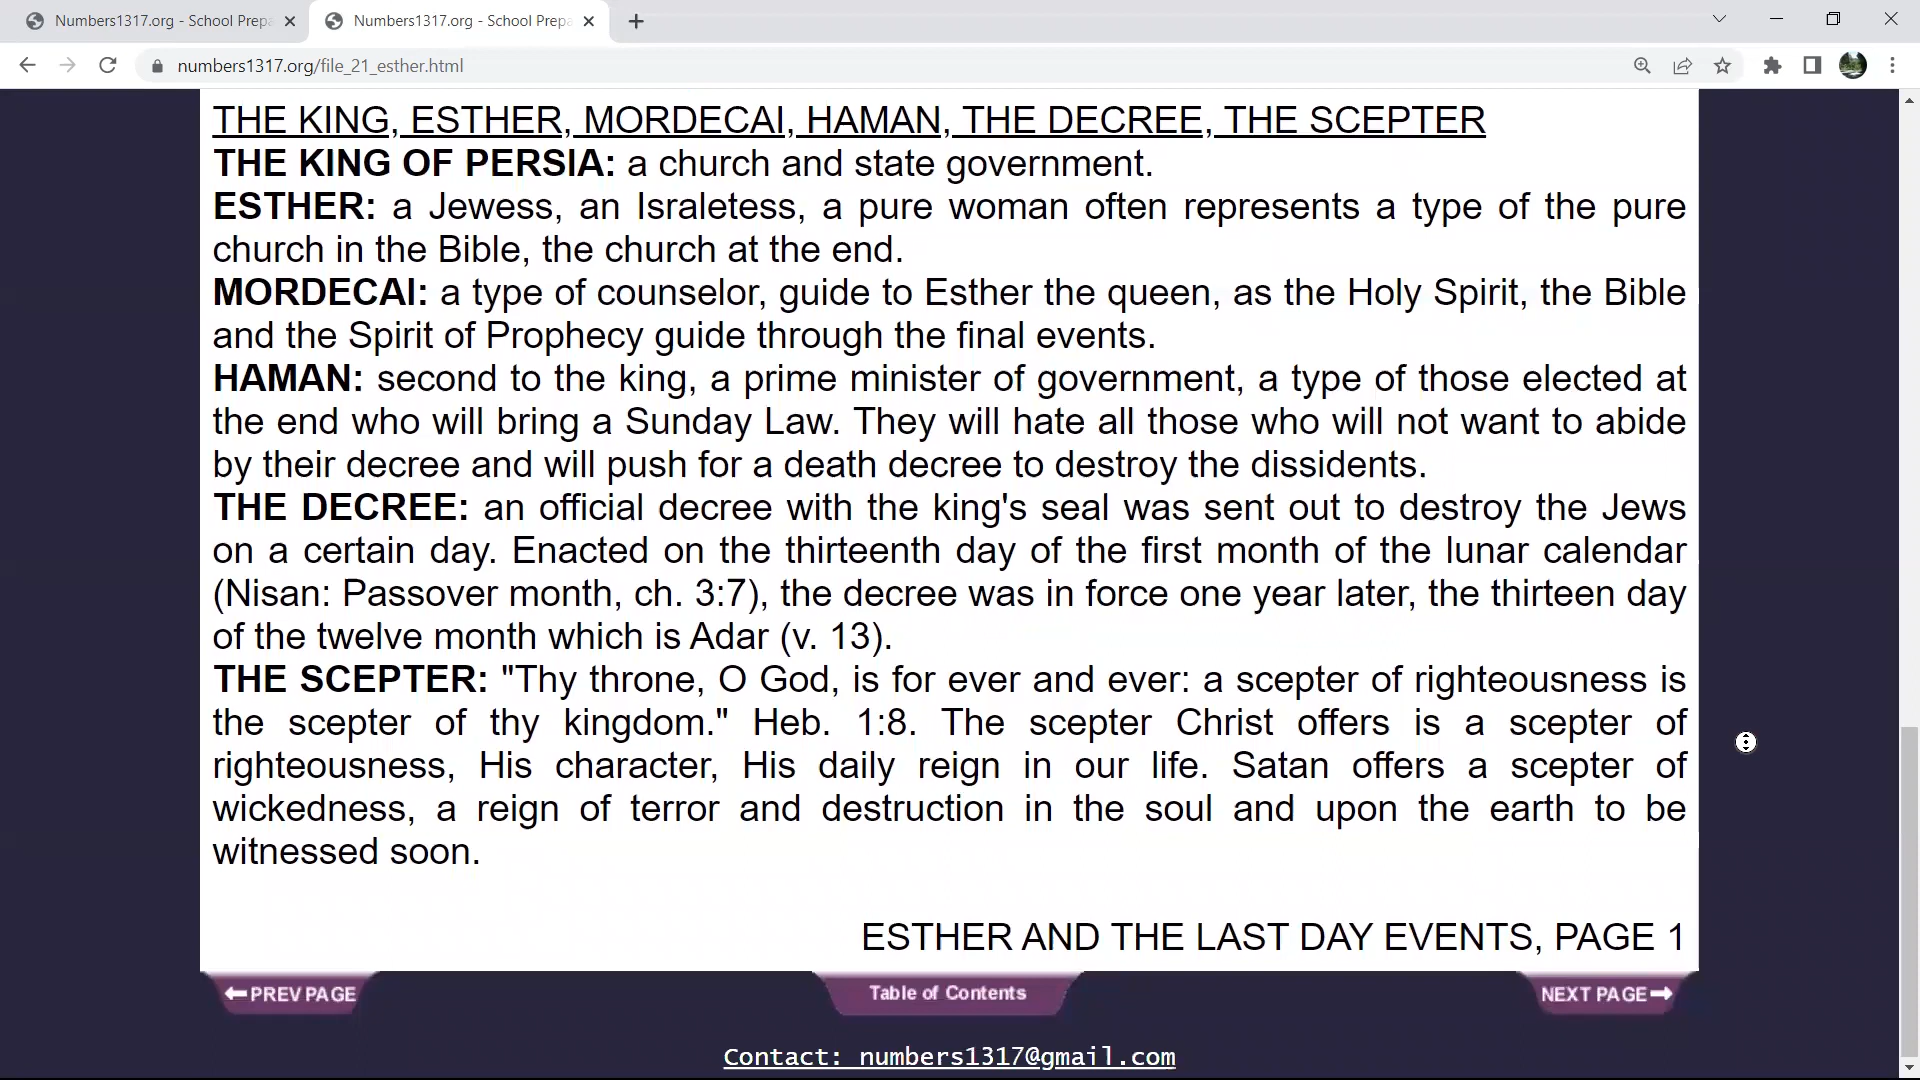 Numbers1317.org - School Prepa
Numbers1317.org - School Prepa
numbers1317.org/file_21_esther.html
THE KING, ESTHER, MORDECAI, HAMAN, THE DECREE, THE SCEPTER
THE KING OF PERSIA: a church and state government.
ESTHER: a Jewess, an Israletess, a pure woman often represents a type of the pure
church in the Bible, the church at the end.
MORDECAI: a type of counselor, guide to Esther the queen, as the Holy Spirit, the Bible
and the Spirit of Prophecy guide through the final events.
HAMAN: second to the king, a prime minister of government, a type of those elected at
the end who will bring a Sunday Law. They will hate all those who will not want to abide
by their decree and will push for a death decree to destroy the dissidents.
THE DECREE: an official decree with the king's seal was sent out to destroy the Jews
on a certain day. Enacted on the thirteenth day of the first month of the lunar calendar
(Nisan: Passover month, ch. 3:7), the decree was in force one year later, the thirteen day
of the twelve month which is Adar (v. 13).
THE SCEPTER: "Thy throne, O God, is for ever and ever: a scepter of righteousness is
the scepter of thy kingdom." Heb. 1:8. The scepter Christ offers is a scepter of
righteousness, His character, His daily reign in our life. Satan offers a scepter of
wickedness, a reign of terror and destruction in the soul and upon the earth to be
witnessed soon.
ESTHER AND THE LAST DAY EVENTS, PAGE 1
PREV PAGE
Table of Contents
NEXT PAGE
Contact: numbers1317@gmail.com